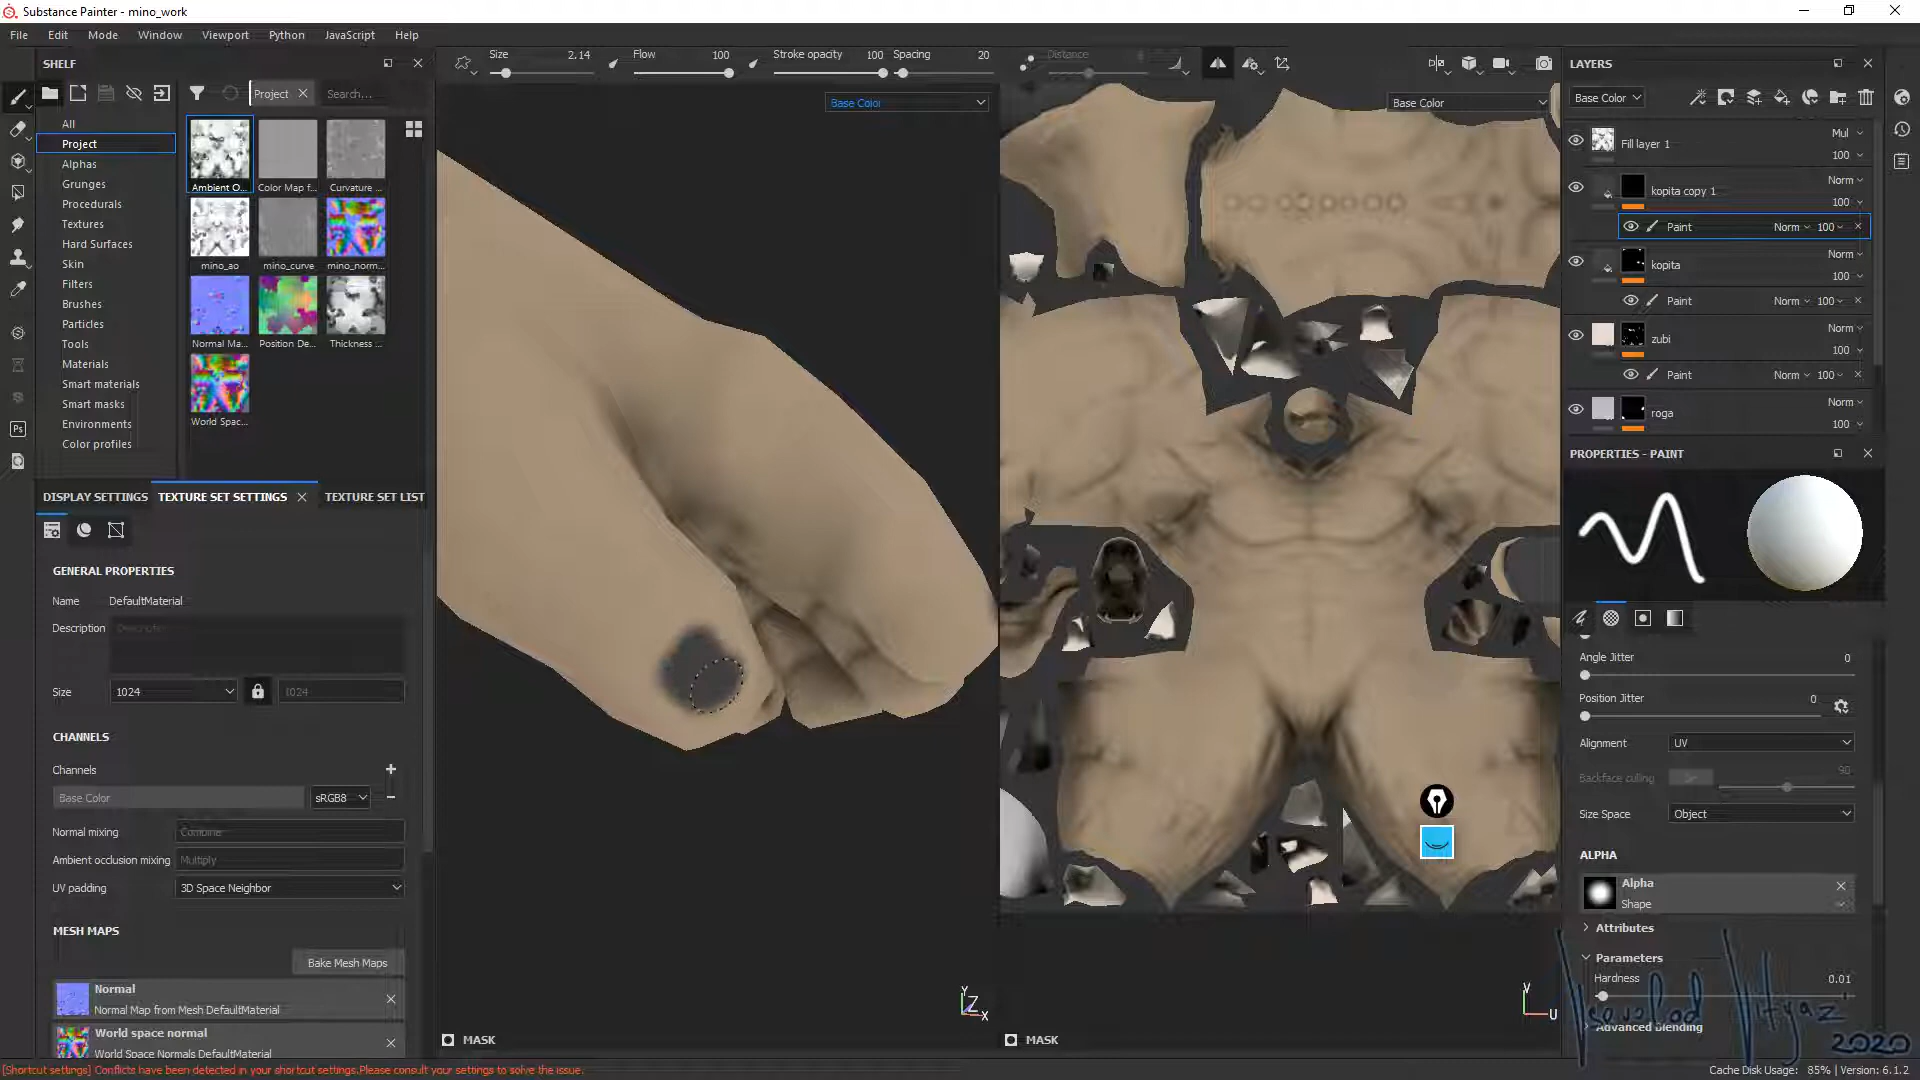 Substance Painter - mino_work
File Edit Mode Window Viewport Python JavaScript Help
SHELF
Size 2.14 Flow 100 Stroke opacity 100 Spacing 20 Distance
Project Search...
Base Color
Base Color
All
Project
Alphas
Grunges
Procedurals
Textures
Hard Surfaces
Skin
Filters
Brushes
Particles
Tools
Materials
Smart materials
Smart masks
Environments
Color profiles
Ambient O... Color Map f... Curvature ...
mino_ao mino_curve mino_norm...
Normal Ma... Position De... Thickness ...
World Spac...
DISPLAY SETTINGS TEXTURE SET SETTINGS TEXTURE SET LIST
GENERAL PROPERTIES
Name DefaultMaterial
Description
Size 1024 1024
CHANNELS
Channels
Base Color sRGB8
Normal mixing Combine
Ambient occlusion mixing Multiply
UV padding 3D Space Neighbor
MESH MAPS
Bake Mesh Maps
Normal
Normal Map from Mesh DefaultMaterial
World space normal
World Space Normals DefaultMaterial
Y
Z
X
MASK
V
U
MASK
Ps
LAYERS
Base Color
Fill layer 1 Mul 100
kopita copy 1 Norm 100
Paint Norm 100
kopita Norm 100
Paint Norm 100
zubi Norm 100
Paint Norm 100
roga Norm 100
PROPERTIES - PAINT
Angle Jitter 0
Position Jitter 0
Alignment UV
Backface culling 90
Size Space Object
ALPHA
Alpha
Shape
Attributes
Parameters
Hardness 0.01
Advanced Blending
2020
[Shortcut settings] Conflicts have been detected in your shortcut settings.Please consult your settings to solve the issue.
Cache Disk Usage: 85% | Version: 6.1.2